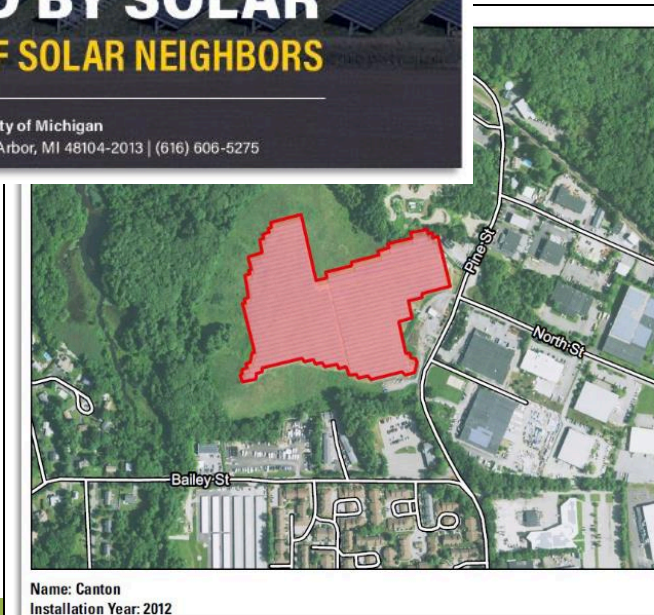 D BY SOLAR
F SOLAR NEIGHBORS
ty of Michigan
Arbor, MI 48104-2013 | (616) 606-5275
Pine St
North St
Bailey St
Name: Canton
Installation Year: 2012